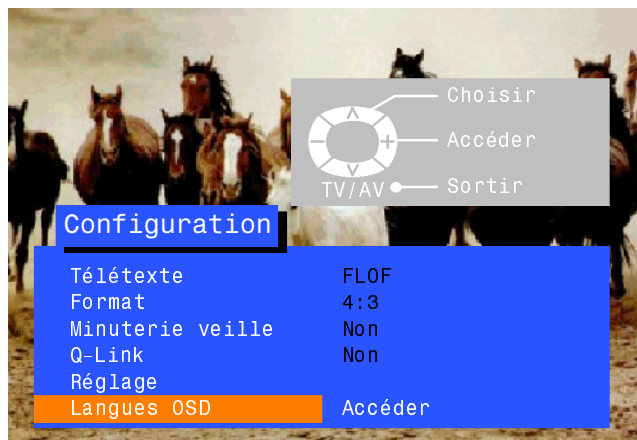 Choisir
Accéder
TV/AV Sortir
Configuration
Télétexte FLOF
Format 4:3
Minuterie veille Non
Q-Link Non
Réglage
Langues OSD Accéder